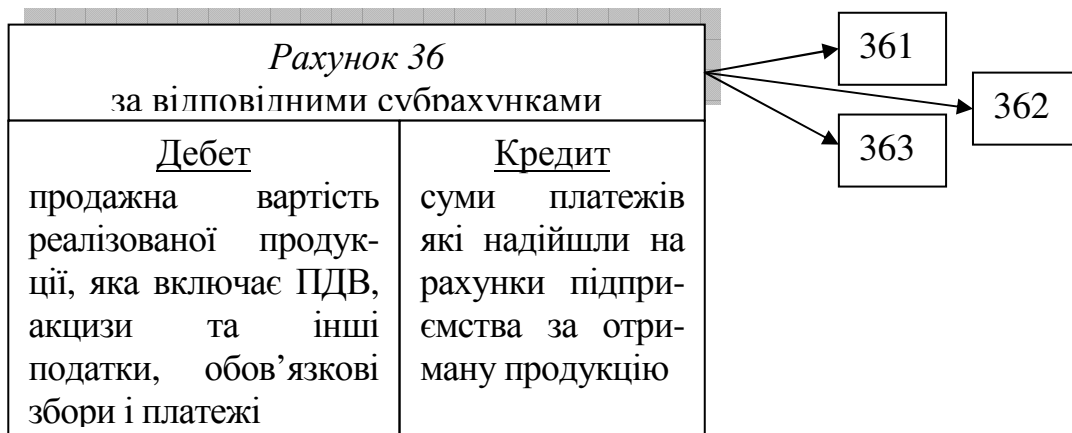 Рахунок 36
за відповідними субрахунками
Дебет
продажна вартість
реалізованої продук-
ції, яка включає ПДВ,
акцизи та інші
податки, обов’язкові
збори і платежі
Кредит
суми платежів
які надійшли на
рахунки підпри-
ємства за отри-
ману продукцію
361
362
363